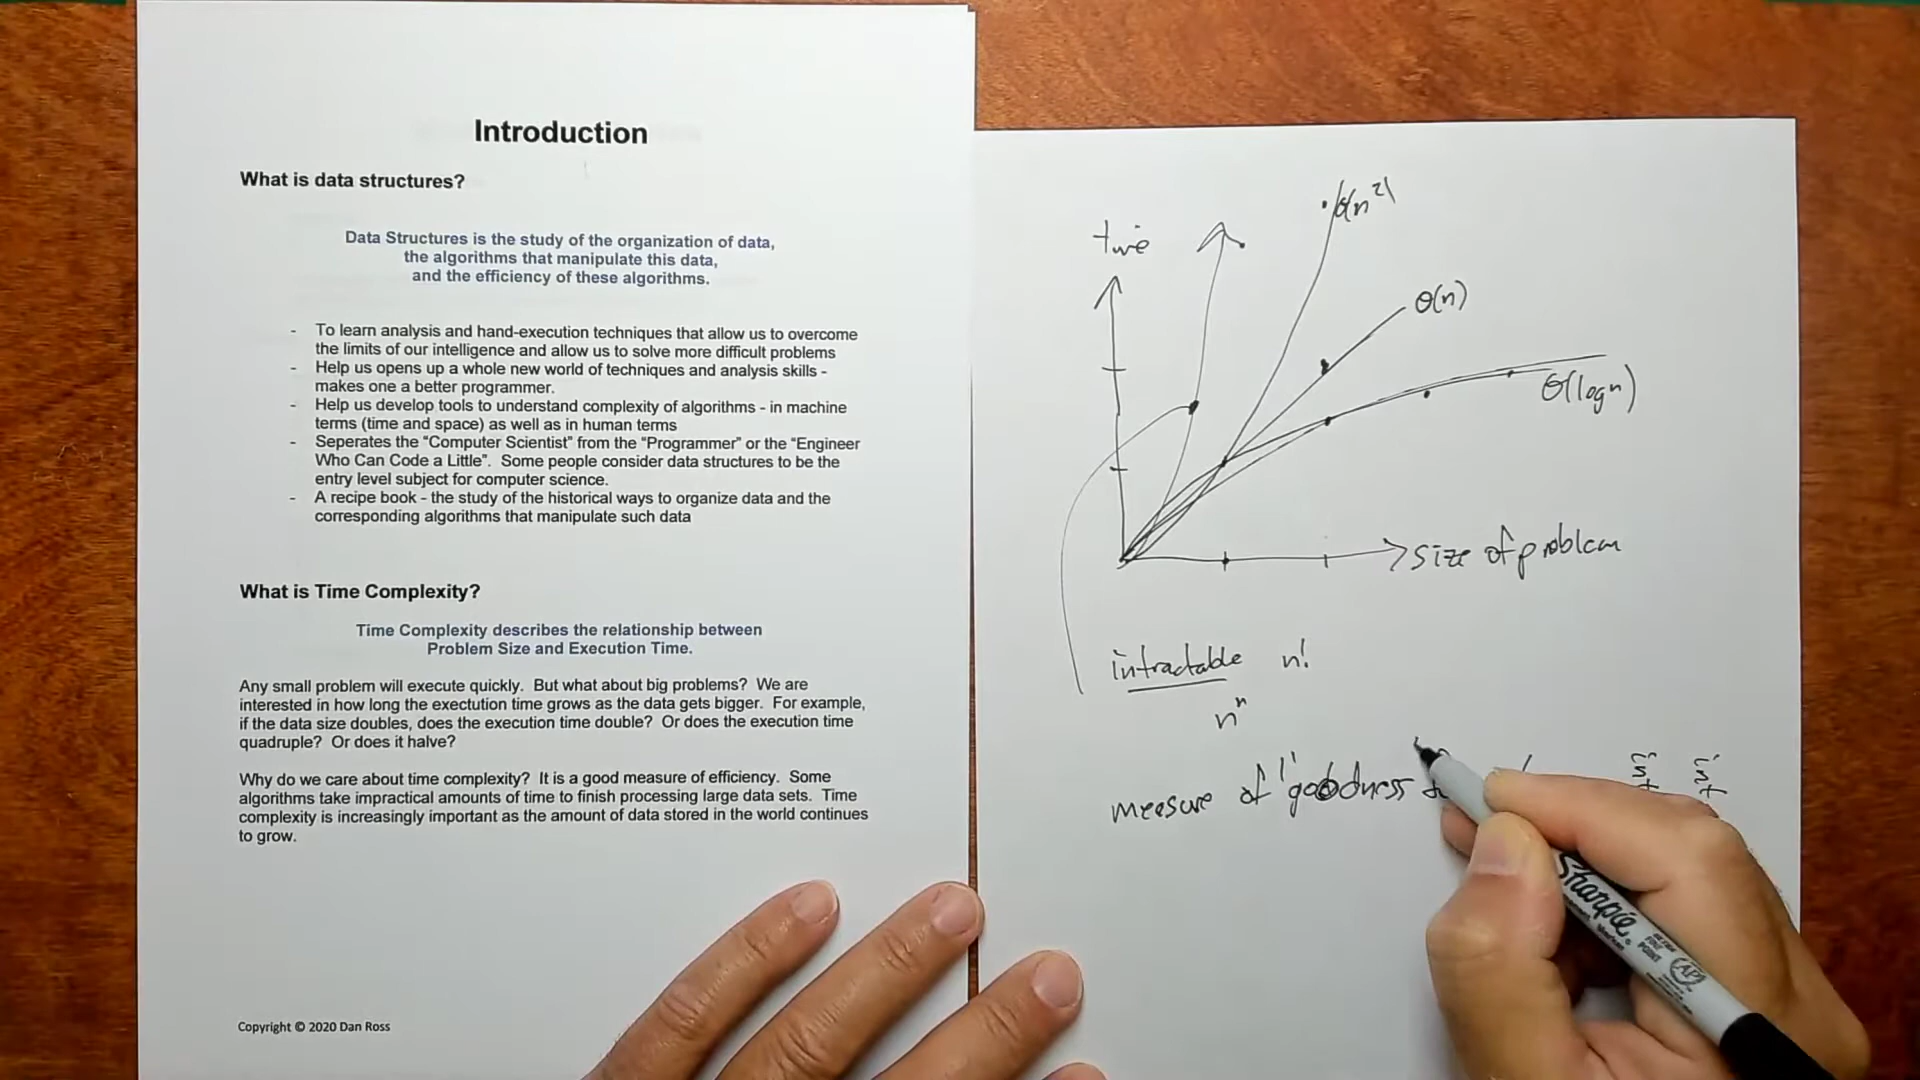 Introduction
What is data structures?
Data Structures is the study of the organization of data,
the algorithms that manipulate this data,
and the efficiency of these algorithms.
- To learn analysis and hand-execution techniques that allow us to overcome
the limits of our intelligence and allow us to solve more difficult problems
- Help us opens up a whole new world of techniques and analysis skills -
makes one a better programmer.
- Help us develop tools to understand complexity of algorithms - in machine
terms (time and space) as well as in human terms
- Seperates the “Computer Scientist” from the “Programmer” or the “Engineer
Who Can Code a Little”. Some people consider data structures to be the
entry level subject for computer science.
- A recipe book - the study of the historical ways to organize data and the
corresponding algorithms that manipulate such data
What is Time Complexity?
Time Complexity describes the relationship between
Problem Size and Execution Time.
Any small problem will execute quickly. But what about big problems? We are
interested in how long the exectution time grows as the data gets bigger. For example,
if the data size doubles, does the execution time double? Or does the execution time
quadruple? Or does it halve?
Why do we care about time complexity? It is a good measure of efficiency. Some
algorithms take impractical amounts of time to finish processing large data sets. Time
complexity is increasingly important as the amount of data stored in the world continues
to grow.
Copyright © 2020 Dan Ross
time
θ(n²)
θ(n)
θ(log n)
size of problem
intractable n!
nⁿ
measure of "goodness
int
int
Sharpie